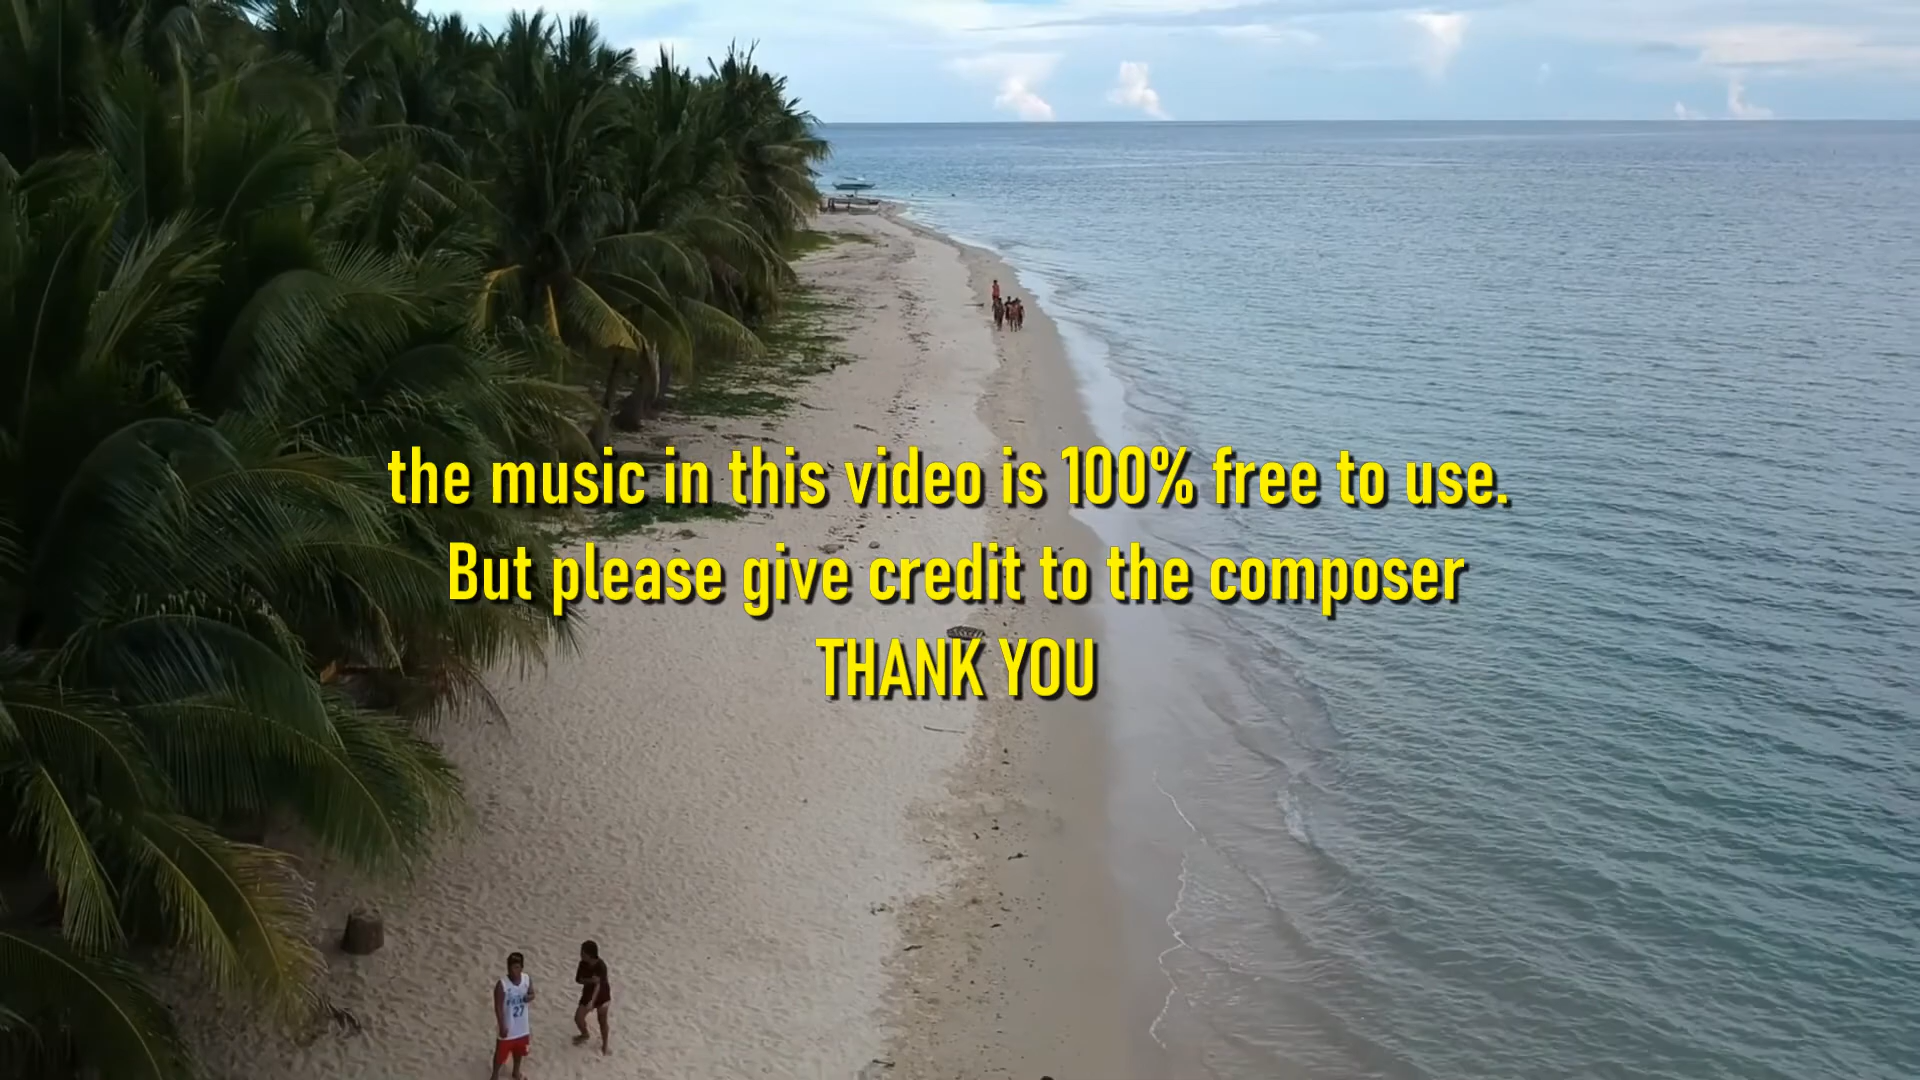 the music in this video is 100% free to use.
But please give credit to the composer
THANK YOU
27